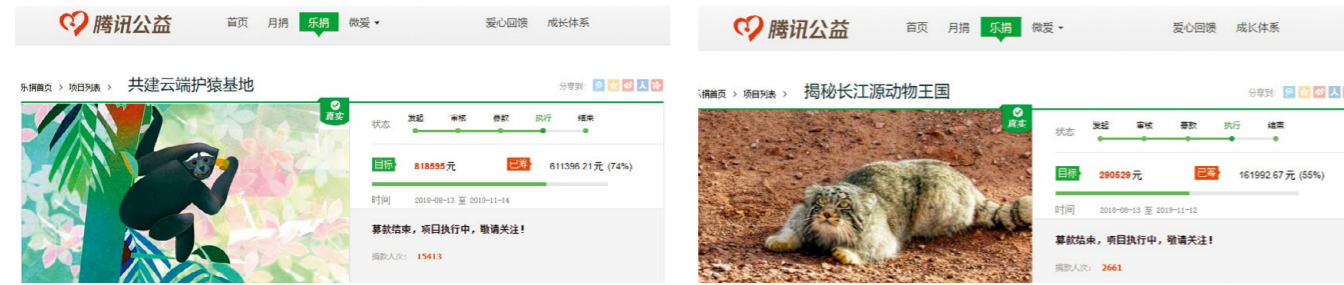 腾讯公益 首页 月捐 乐捐 微爱 爱心回馈 成长体系
乐捐首页 > 项目列表 > 共建云端护猿基地 分享到:
真实
状态 发起 审核 募款 执行 结束
目标 818595元 已筹 611396.21元 (74%)
时间 2018-08-13 至 2019-11-14
募款结束，项目执行中，敬请关注！
捐款人次: 15413
腾讯公益 首页 月捐 乐捐 微爱 爱心回馈 成长体系
捐首页 > 项目列表 > 揭秘长江源动物王国 分享到:
真实
状态 发起 审核 募款 执行 结束
目标 290529元 已筹 161992.67元 (55%)
时间 2018-08-13 至 2019-11-12
募款结束，项目执行中，敬请关注！
捐款人次: 2661